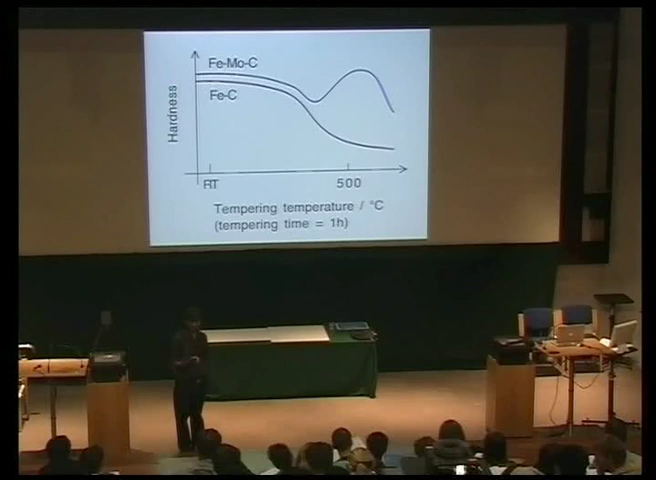 Fe-Mo-C
Fe-C
Hardness
RT
500
Tempering temperature / °C
(tempering time = 1h)